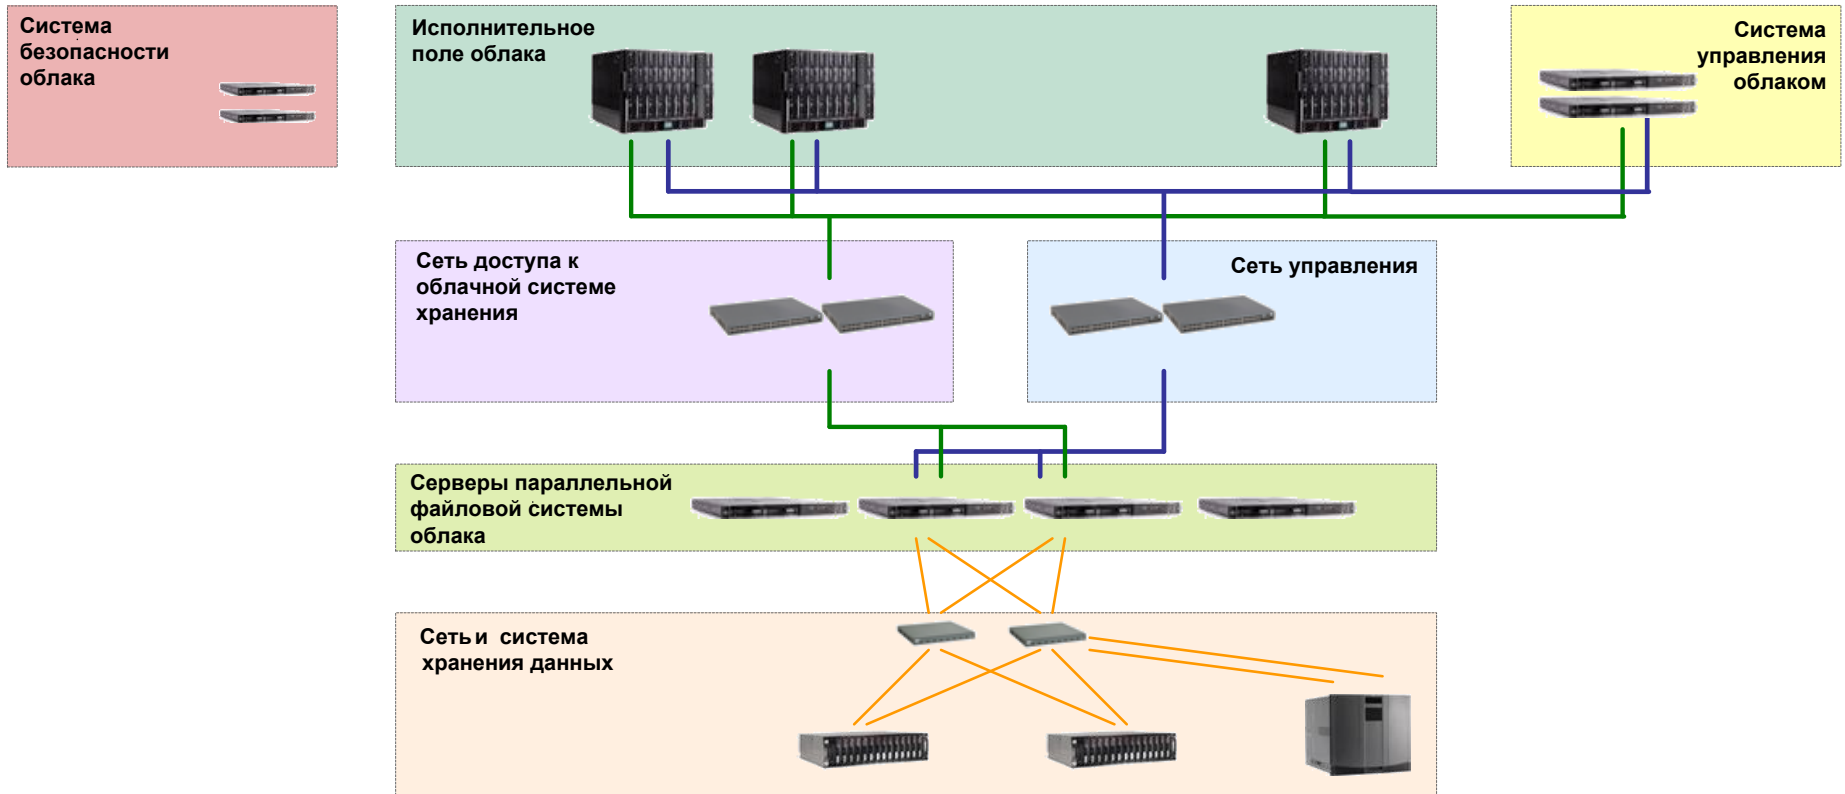 Система
безопасности
облака
Исполнительное
поле облака
Система
управления
облаком
Сеть доступа к
облачной системе
хранения
Сеть управления
Серверы параллельной
файловой системы
облака
Сеть и система
хранения данных